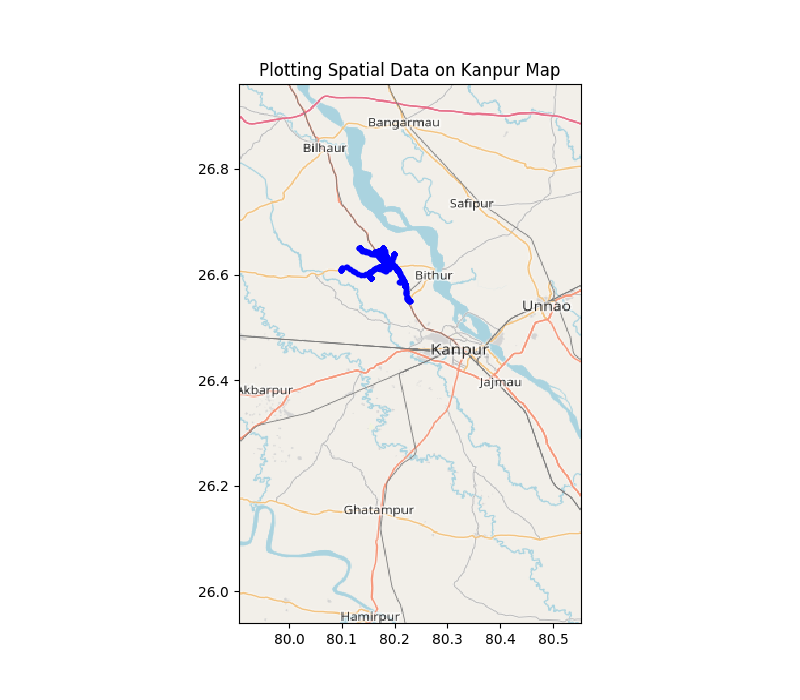 Plotting Spatial Data on Kanpur Map
Bangarmau
Bilhaur
26.8
Safipur
26.6
Bithur
Unnao
Kanpur
26.4
Jajmau
Akbarpur
26.2
Ghatampur
26.0
Hamirpur
80.0 80.1 80.2 80.3 80.4 80.5